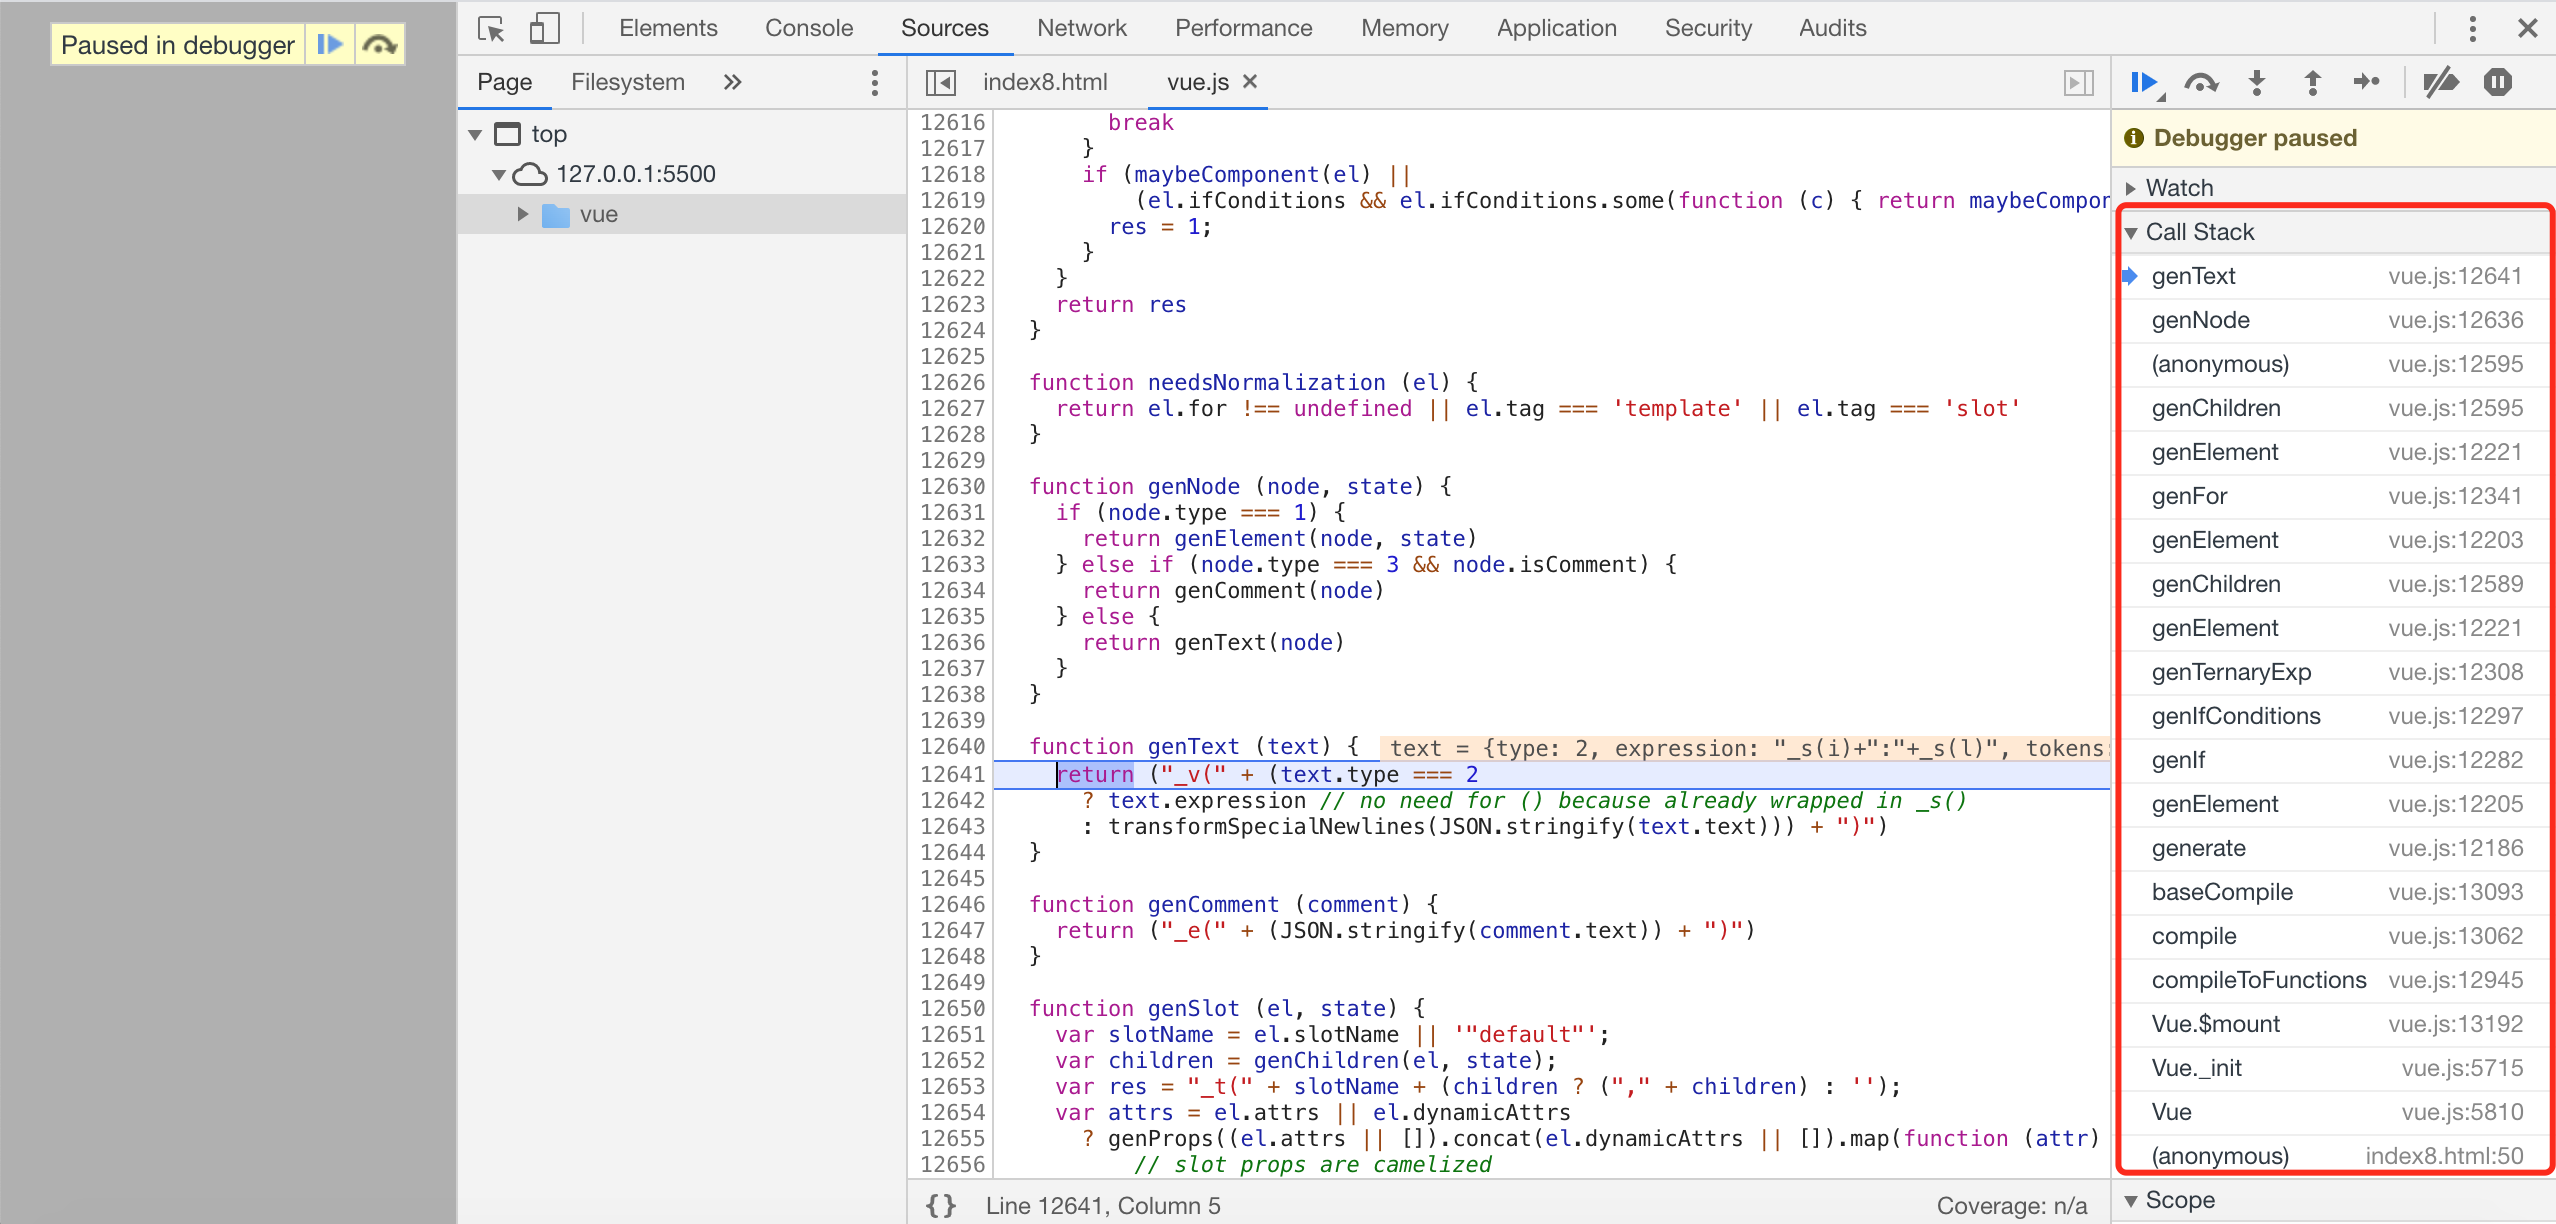 Paused in debugger
Elements Console Sources Network Performance Memory Application Security Audits
Page Filesystem »
index8.html vue.js ×
top
127.0.0.1:5500
vue
12616       break
12617     }
12618     if (maybeComponent(el) ||
12619         (el.ifConditions && el.ifConditions.some(function (c) { return maybeCompon
12620       res = 1;
12621     }
12622   }
12623   return res
12624 }
12625
12626 function needsNormalization (el) {
12627   return el.for !== undefined || el.tag === 'template' || el.tag === 'slot'
12628 }
12629
12630 function genNode (node, state) {
12631   if (node.type === 1) {
12632     return genElement(node, state)
12633   } else if (node.type === 3 && node.isComment) {
12634     return genComment(node)
12635   } else {
12636     return genText(node)
12637   }
12638 }
12639
12640 function genText (text) { text = {type: 2, expression: "_s(i)+":"+_s(l)", tokens:
12641   return ("_v(" + (text.type === 2
12642     ? text.expression // no need for () because already wrapped in _s()
12643     : transformSpecialNewlines(JSON.stringify(text.text))) + ")")
12644 }
12645
12646 function genComment (comment) {
12647   return ("_e(" + (JSON.stringify(comment.text)) + ")")
12648 }
12649
12650 function genSlot (el, state) {
12651   var slotName = el.slotName || '"default"';
12652   var children = genChildren(el, state);
12653   var res = "_t(" + slotName + (children ? ("," + children) : '');
12654   var attrs = el.attrs || el.dynamicAttrs
12655     ? genProps((el.attrs || []).concat(el.dynamicAttrs || []).map(function (attr)
12656         // slot props are camelized
{} Line 12641, Column 5 Coverage: n/a
Debugger paused
Watch
Call Stack
genText vue.js:12641
genNode vue.js:12636
(anonymous) vue.js:12595
genChildren vue.js:12595
genElement vue.js:12221
genFor vue.js:12341
genElement vue.js:12203
genChildren vue.js:12589
genElement vue.js:12221
genTernaryExp vue.js:12308
genIfConditions vue.js:12297
genIf vue.js:12282
genElement vue.js:12205
generate vue.js:12186
baseCompile vue.js:13093
compile vue.js:13062
compileToFunctions vue.js:12945
Vue.$mount vue.js:13192
Vue._init vue.js:5715
Vue vue.js:5810
(anonymous) index8.html:50
Scope